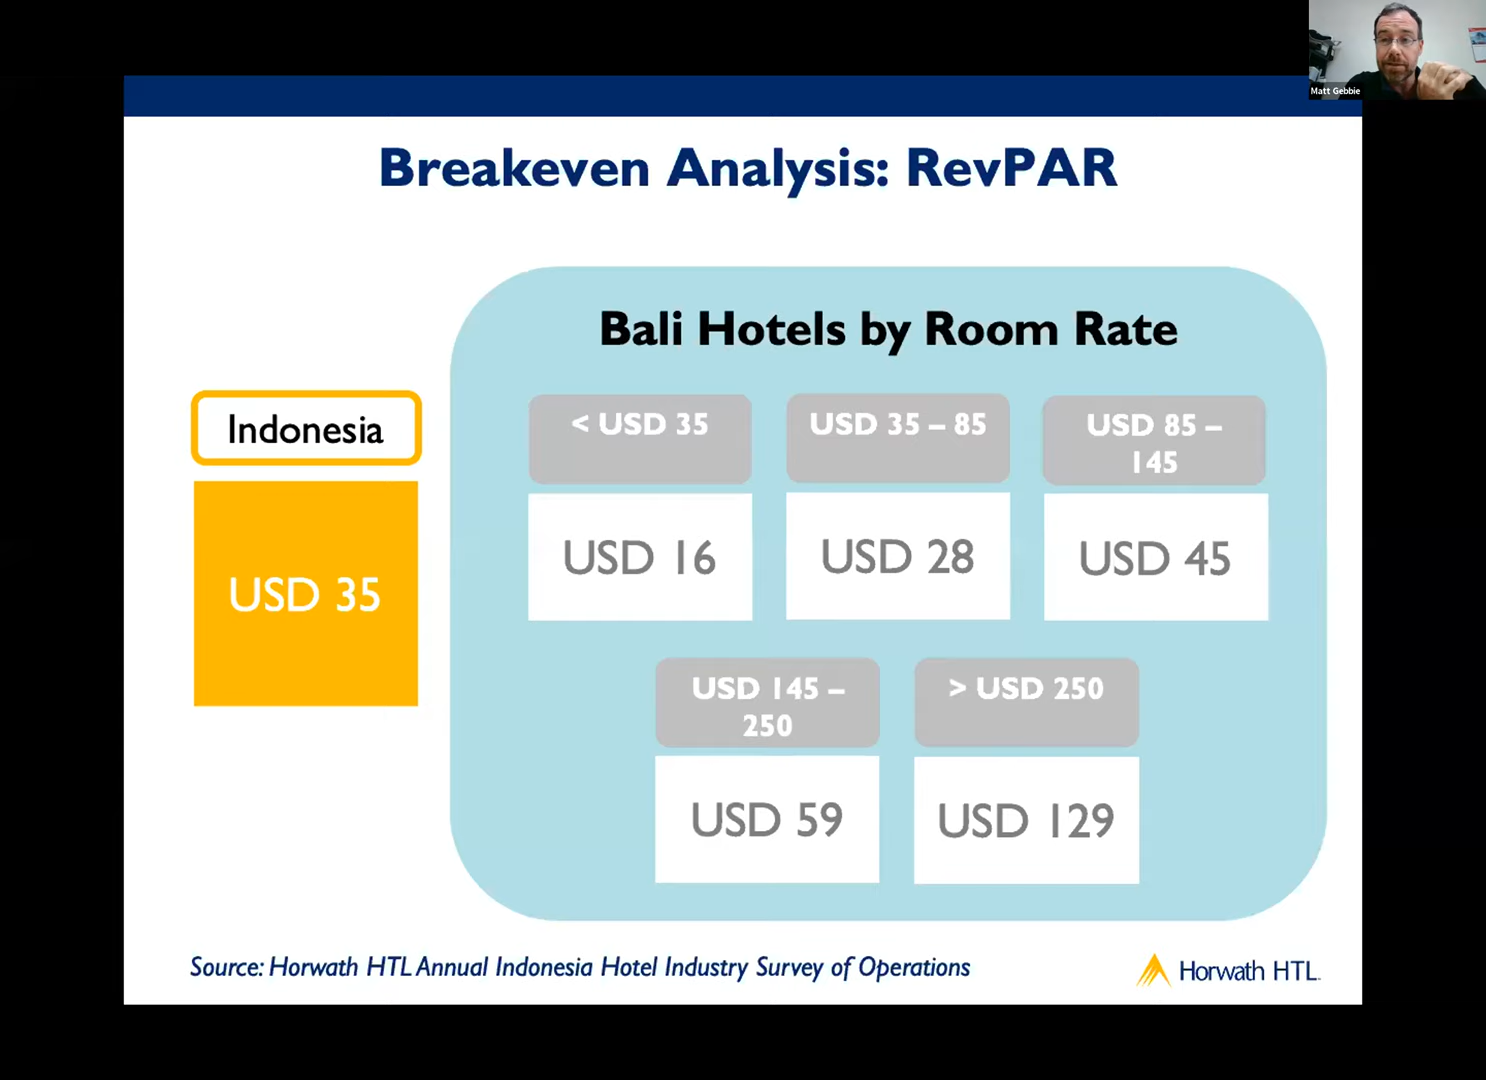 Matt Gebbie
Breakeven Analysis: RevPAR
Bali Hotels by Room Rate
Indonesia
USD 35
< USD 35
USD 35 – 85
USD 85 –
145
USD 16
USD 28
USD 45
USD 145 –
250
> USD 250
USD 59
USD 129
Source: Horwath HTL Annual Indonesia Hotel Industry Survey of Operations
Horwath HTL.